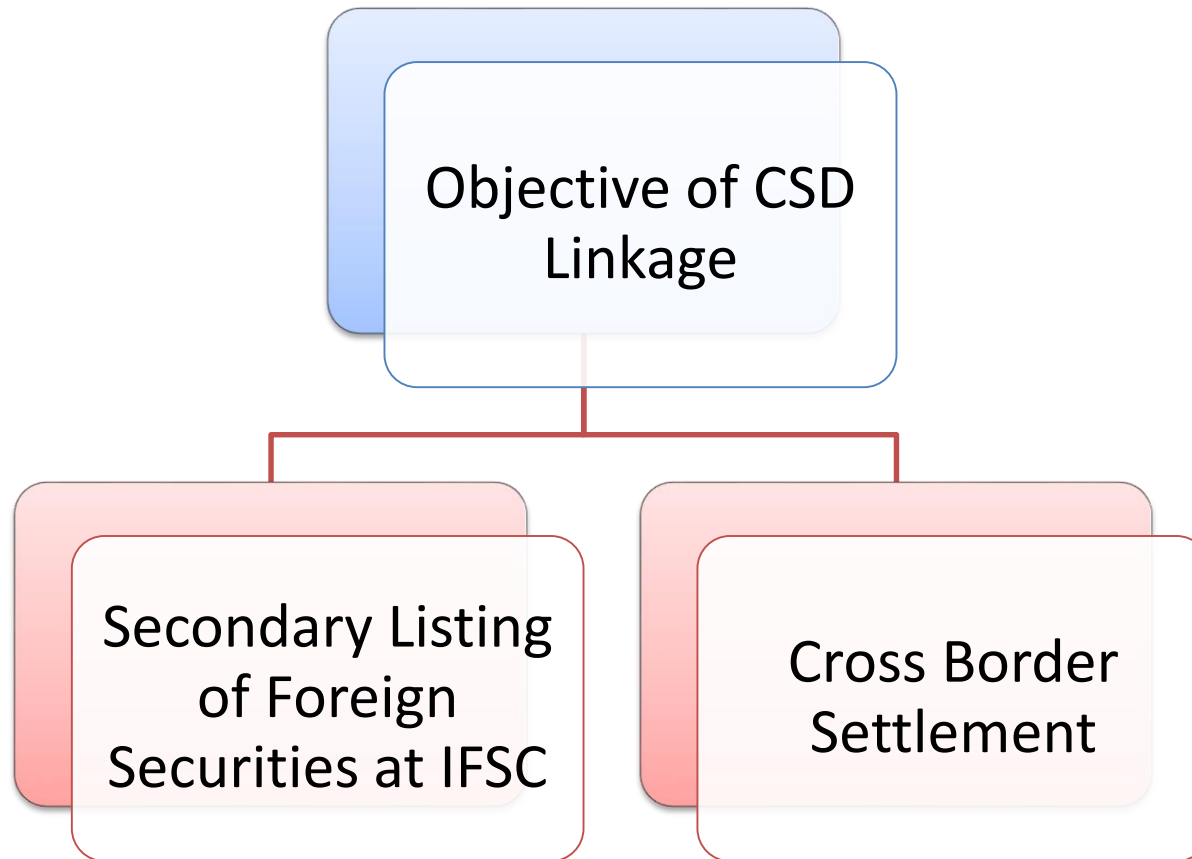 Objective of CSD
Linkage
Secondary Listing
of Foreign
Securities at IFSC
Cross Border
Settlement